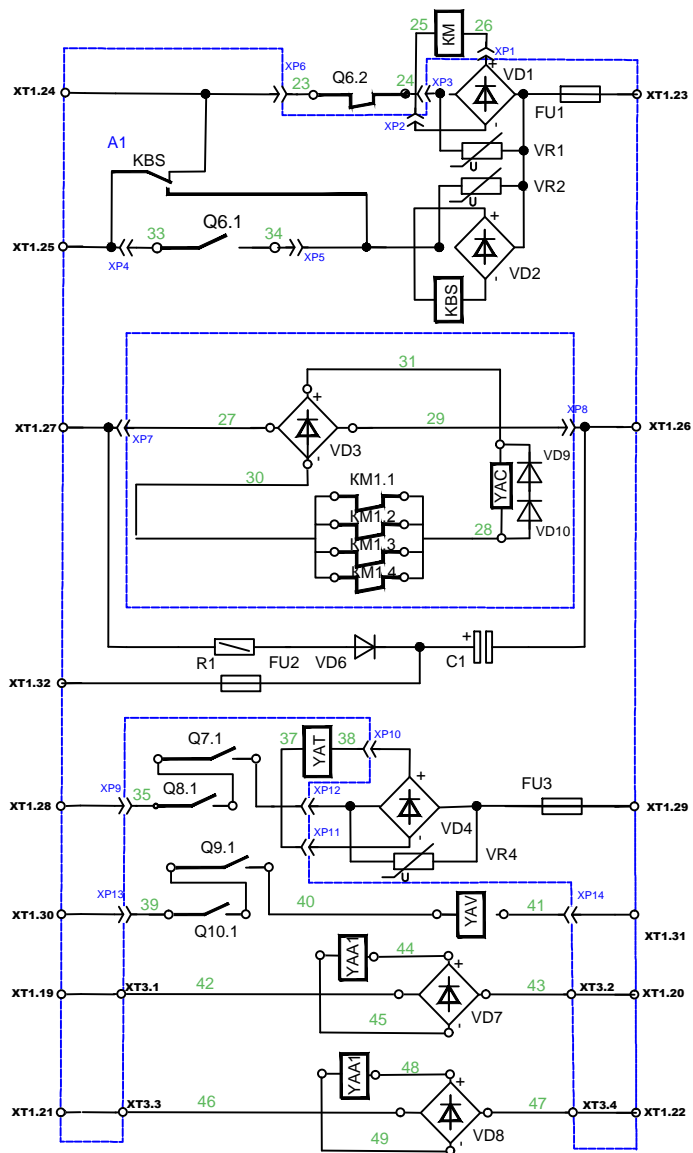 25
KM
26
XP1
XP6
Q6.2
23
24
XP3
+
VD1
XT1.24
XT1.23
XP2
-
FU1
A1
VR1
U
KBS
VR2
U
Q6.1
33
34
+
XT1.25
XP4
XP5
-
VD2
KBS
31
+
27
29
XP8
XT1.27
XT1.26
XP7
VD3
-
30
KM1.1
VD9
YAC
KM1.2
28
VD10
KM1.3
KM1.4
+
R1
FU2
VD6
C1
XT1.32
Q7.1
37
YAT
38
XP10
XP9
+
Q8.1
XP12
FU3
XT1.28
35
XT1.29
XP11
-
VD4
VR4
U
Q9.1
XP13
XP14
40
YAV
41
XT1.30
39
XT1.31
Q10.1
YAA1
44
+
XT3.1
42
43
XT3.2
XT1.19
XT1.20
45
-
VD7
YAA1
48
+
XT3.3
46
47
XT3.4
XT1.21
XT1.22
49
-
VD8